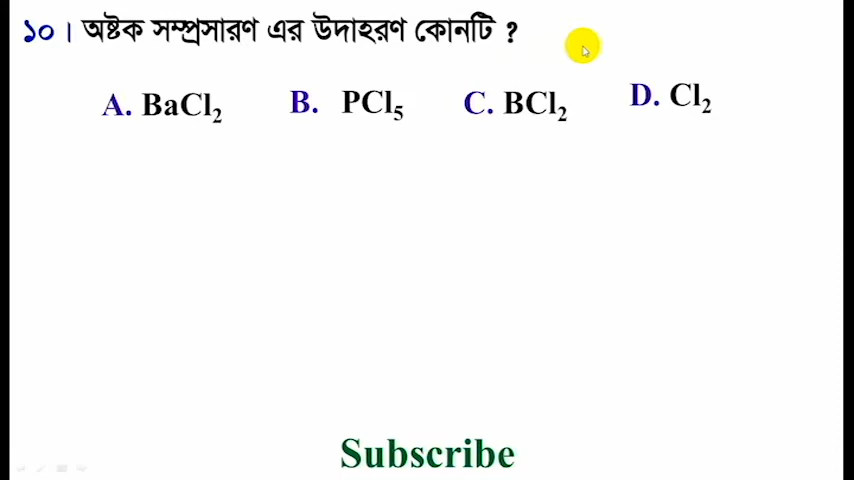 ১০। অষ্টক সম্প্রসারণ এর উদাহরণ কোনটি ?
A. BaCl₂ B. PCl₅ C. BCl₂ D. Cl₂
Subscribe